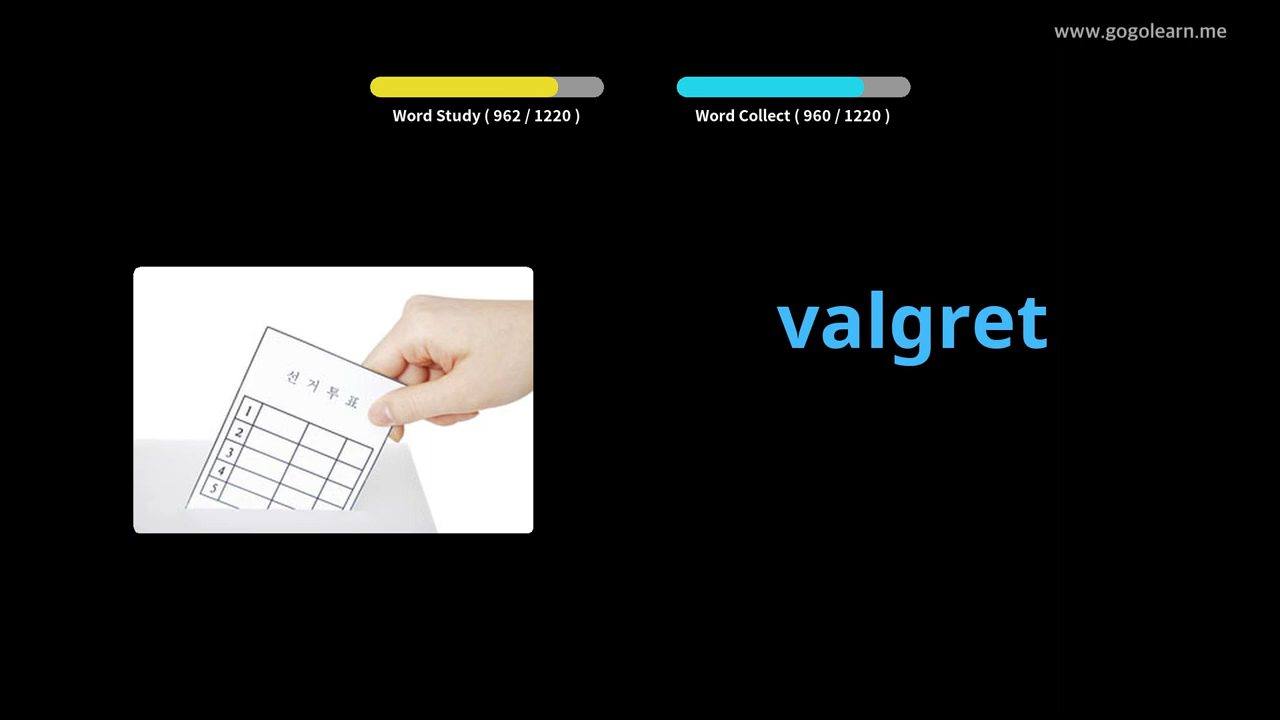 www.gogolearn.me
Word Study ( 962 / 1220 )
Word Collect ( 960 / 1220 )
valgret
선거투표
1
2
3
4
5